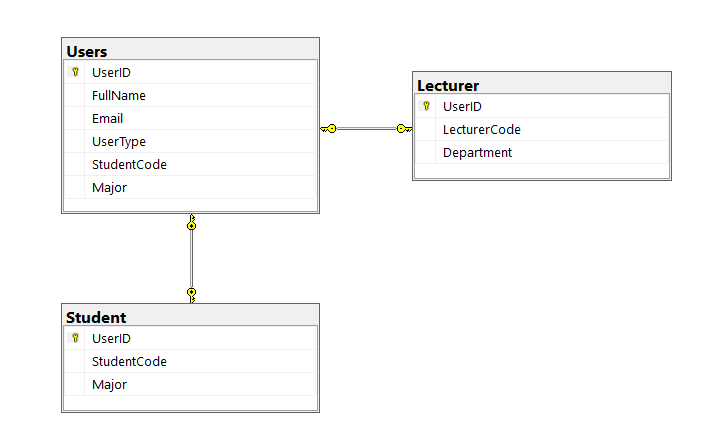 Users
UserID
FullName
Email
UserType
StudentCode
Major
Lecturer
UserID
LecturerCode
Department
Student
UserID
StudentCode
Major